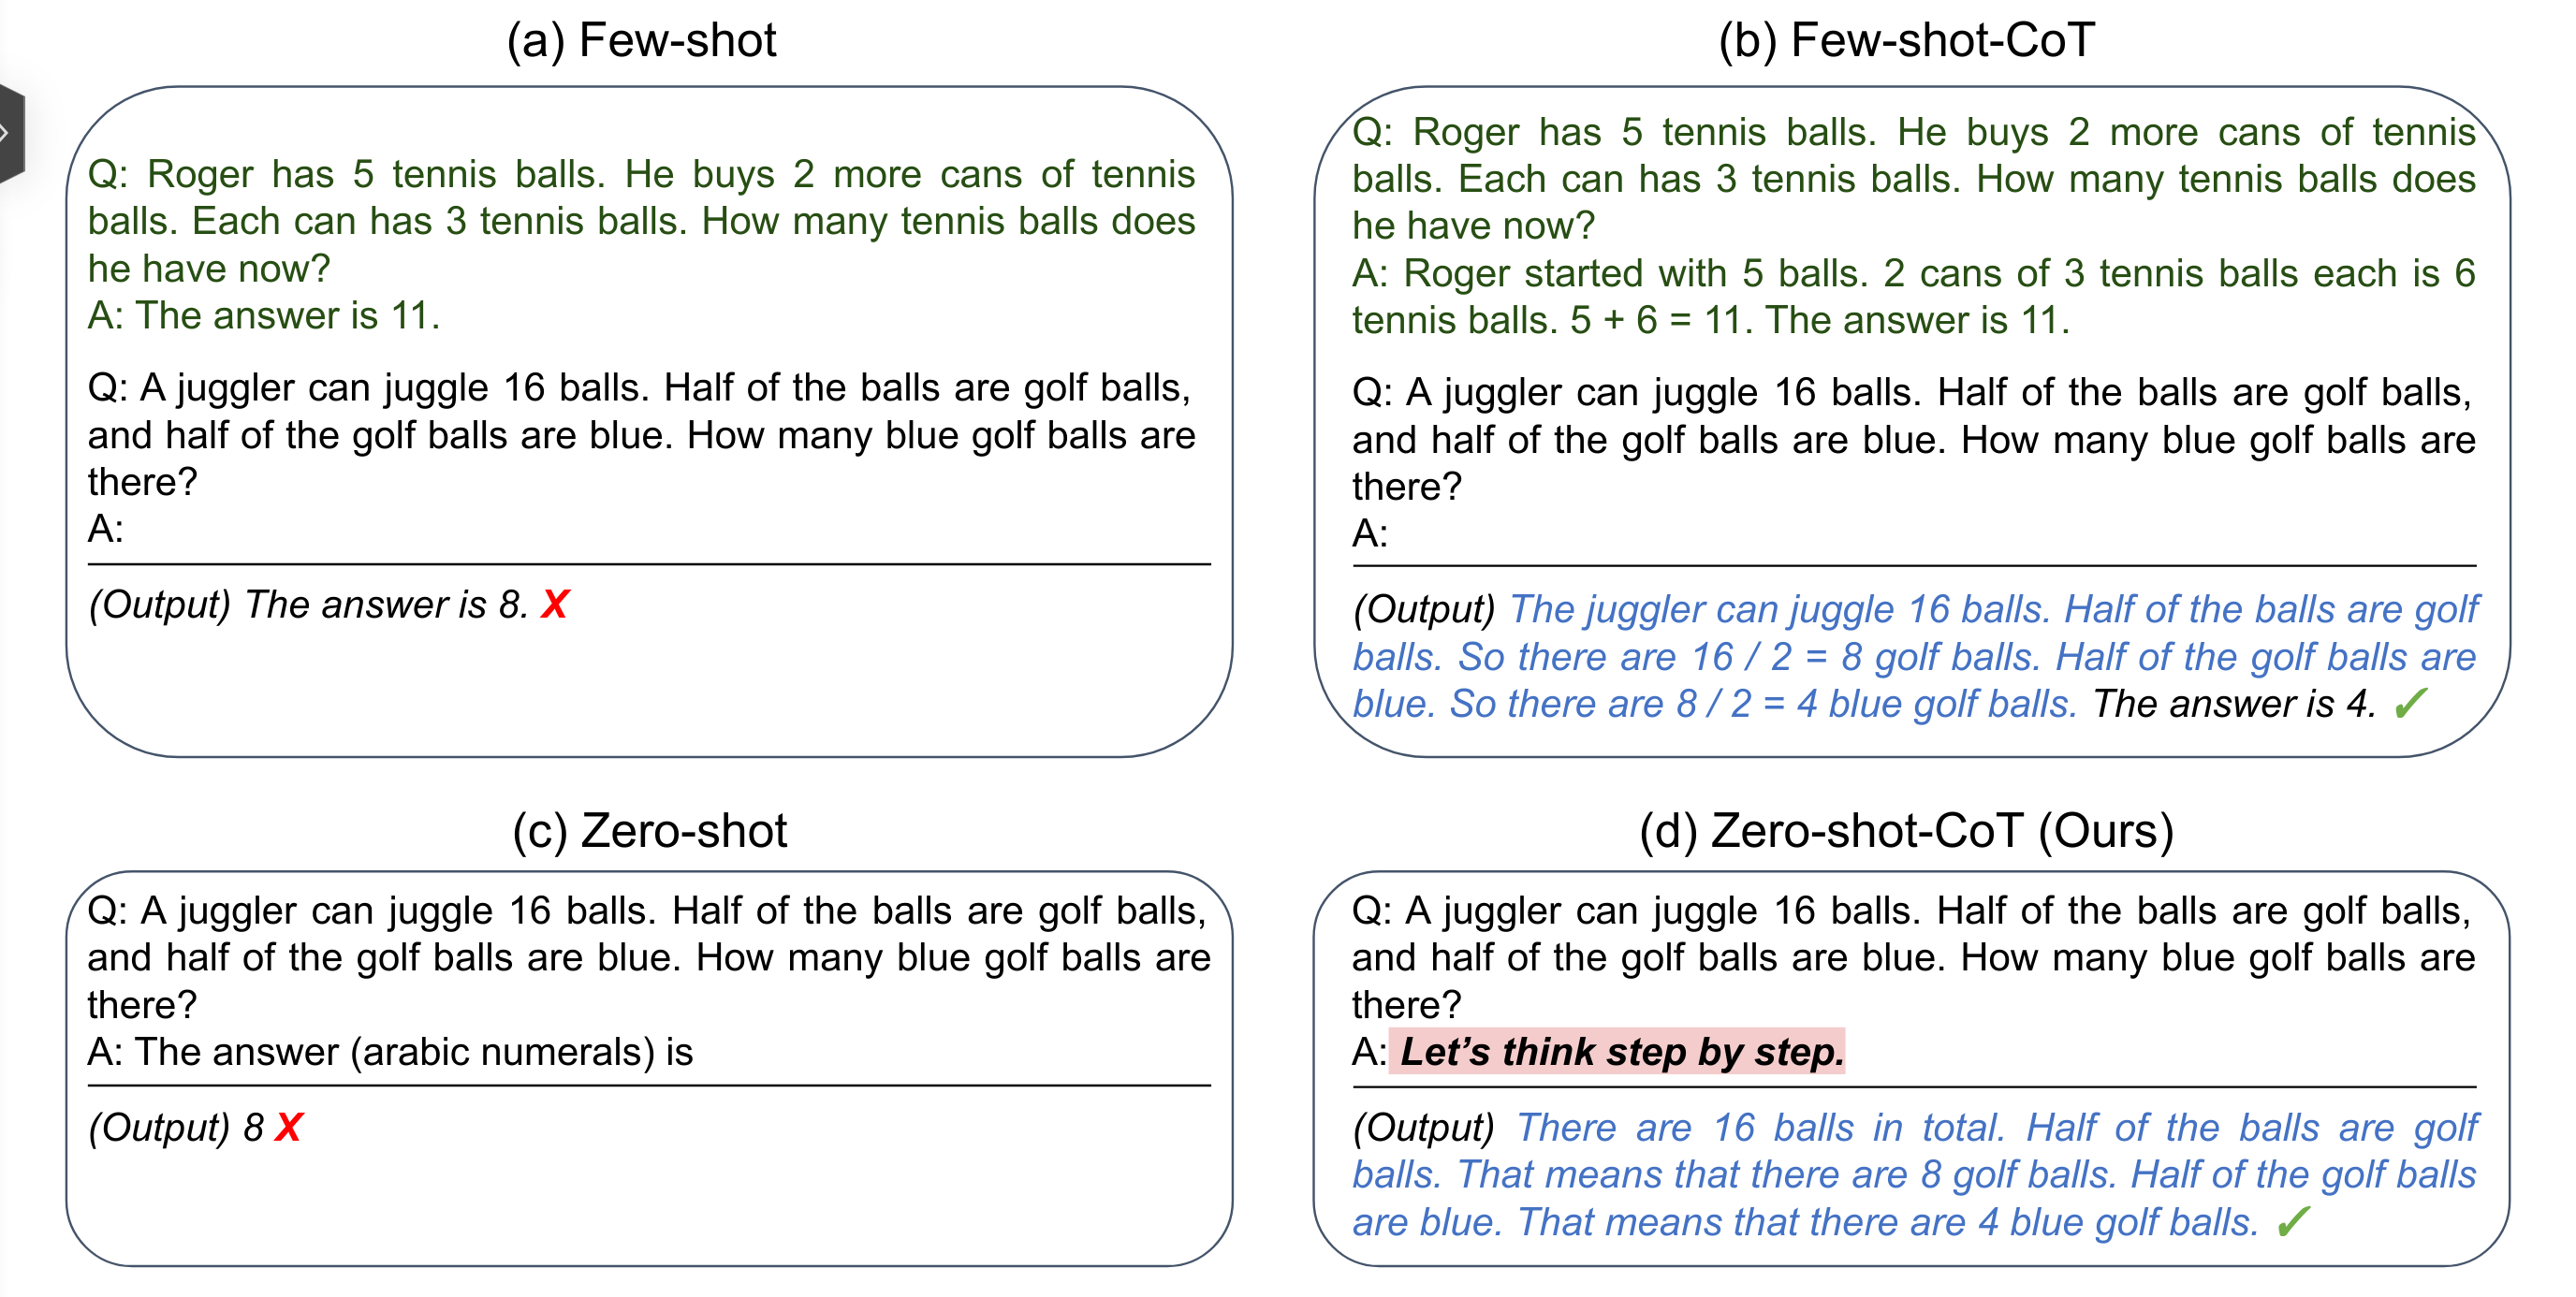 (a) Few-shot
Q: Roger has 5 tennis balls. He buys 2 more cans of tennis
balls. Each can has 3 tennis balls. How many tennis balls does
he have now?
A: The answer is 11.
Q: A juggler can juggle 16 balls. Half of the balls are golf balls,
and half of the golf balls are blue. How many blue golf balls are
there?
A:
(Output) The answer is 8. X
(b) Few-shot-CoT
Q: Roger has 5 tennis balls. He buys 2 more cans of tennis
balls. Each can has 3 tennis balls. How many tennis balls does
he have now?
A: Roger started with 5 balls. 2 cans of 3 tennis balls each is 6
tennis balls. 5 + 6 = 11. The answer is 11.
Q: A juggler can juggle 16 balls. Half of the balls are golf balls,
and half of the golf balls are blue. How many blue golf balls are
there?
A:
(Output) The juggler can juggle 16 balls. Half of the balls are golf
balls. So there are 16 / 2 = 8 golf balls. Half of the golf balls are
blue. So there are 8 / 2 = 4 blue golf balls. The answer is 4. ✓
(c) Zero-shot
Q: A juggler can juggle 16 balls. Half of the balls are golf balls,
and half of the golf balls are blue. How many blue golf balls are
there?
A: The answer (arabic numerals) is
(Output) 8 X
(d) Zero-shot-CoT (Ours)
Q: A juggler can juggle 16 balls. Half of the balls are golf balls,
and half of the golf balls are blue. How many blue golf balls are
there?
A: Let’s think step by step.
(Output) There are 16 balls in total. Half of the balls are golf
balls. That means that there are 8 golf balls. Half of the golf balls
are blue. That means that there are 4 blue golf balls. ✓